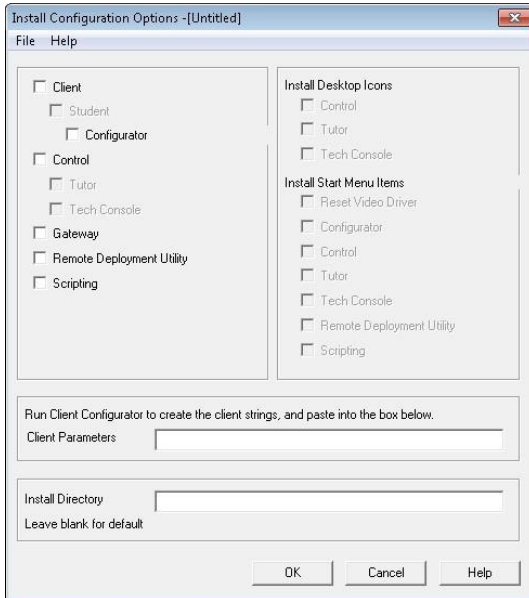 Install Configuration Options -[Untitled]
File Help
Client
Student
Configurator
Control
Tutor
Tech Console
Gateway
Remote Deployment Utility
Scripting
Install Desktop Icons
Control
Tutor
Tech Console
Install Start Menu Items
Reset Video Driver
Configurator
Control
Tutor
Tech Console
Remote Deployment Utility
Scripting
Run Client Configurator to create the client strings, and paste into the box below.
Client Parameters
Install Directory
Leave blank for default
OK Cancel Help